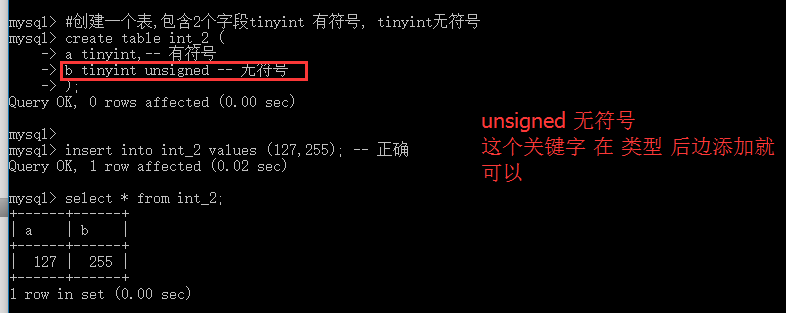 mysql> #创建一个表,包含2个字段tinyint 有符号, tinyint无符号
mysql> create table int_2 (
    -> a tinyint,-- 有符号
    -> b tinyint unsigned -- 无符号
    -> );
Query OK, 0 rows affected (0.00 sec)
mysql>
mysql> insert into int_2 values (127,255); -- 正确
Query OK, 1 row affected (0.02 sec)
mysql> select * from int_2;
+------+------+
| a    | b    |
+------+------+
|  127 |  255 |
+------+------+
1 row in set (0.00 sec)
unsigned 无符号
这个关键字 在 类型 后边添加就
可以